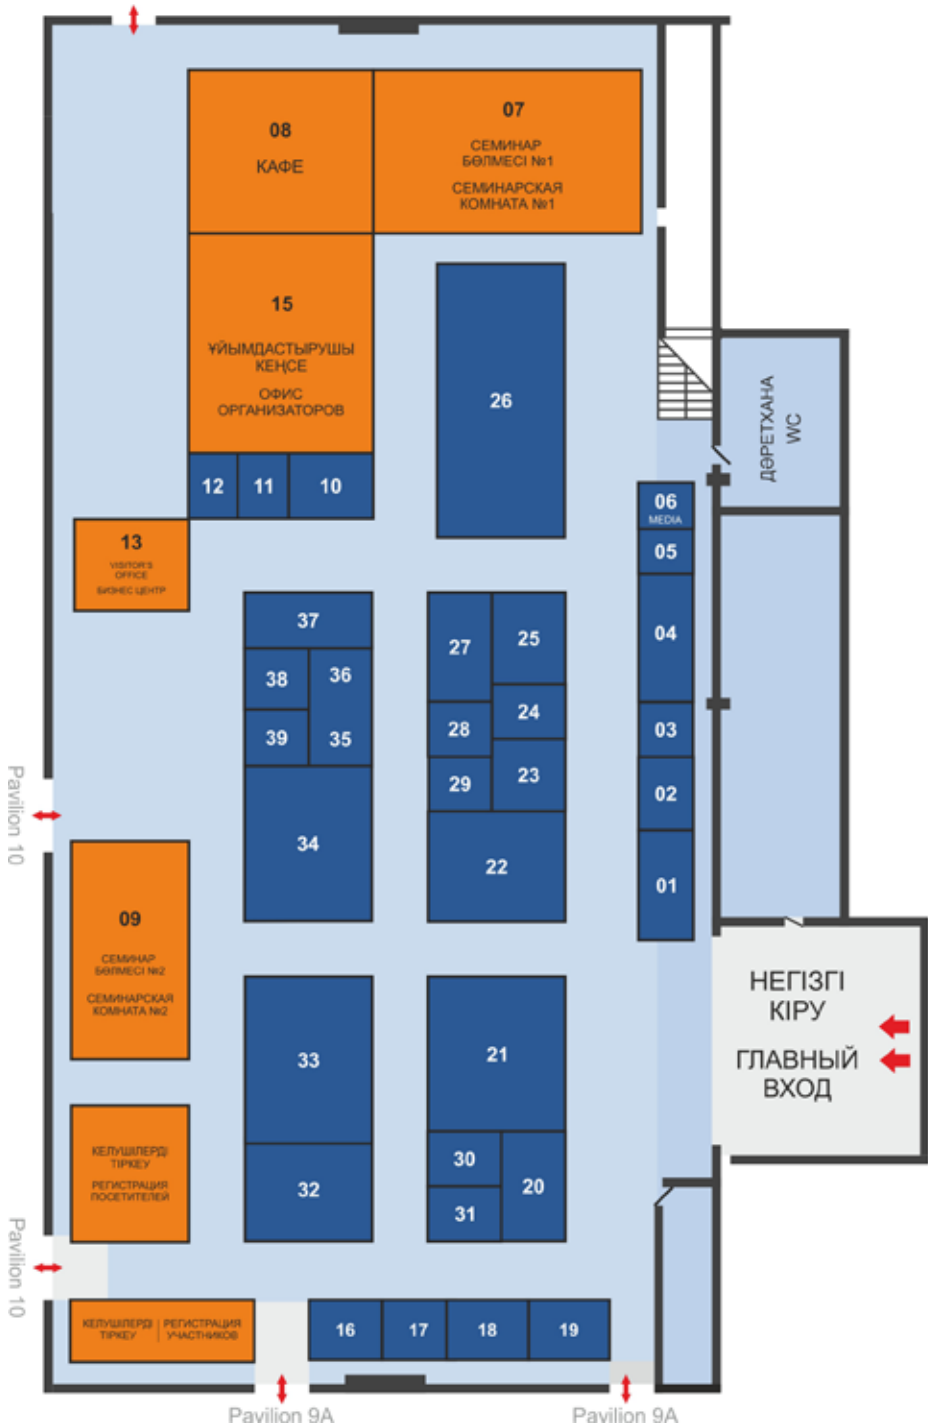 08
КАФЕ
07
СЕМИНАР
БӨЛМЕСІ №1
СЕМИНАРСКАЯ
КОМНАТА №1
15
ҰЙЫМДАСТЫРУШЫ
КЕҢСЕ
ОФИС
ОРГАНИЗАТОРОВ
26
ДӘРЕТХАНА
WC
12
11
10
06
MEDIA
13
VISITOR'S
OFFICE
БИЗНЕС ЦЕНТР
05
37
27
25
04
38
36
28
24
03
39
35
29
23
02
Pavilion 10
34
22
01
09
СЕМИНАР
БӨЛМЕСІ №2
СЕМИНАРСКАЯ
КОМНАТА №2
НЕГІЗГІ
КІРУ
ГЛАВНЫЙ
ВХОД
33
21
КЕЛУШІЛЕРДІ
ТІРКЕУ
РЕГИСТРАЦИЯ
ПОСЕТИТЕЛЕЙ
30
20
32
31
Pavilion 10
КЕЛУШІЛЕРДІ
ТІРКЕУ
РЕГИСТРАЦИЯ
УЧАСТНИКОВ
16
17
18
19
Pavilion 9A
Pavilion 9A